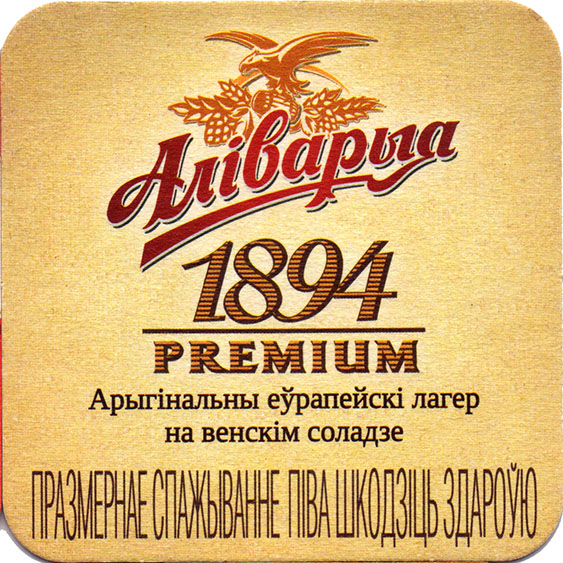 Аліварыя
1894
PREMIUM
Арыгінальны еўрапейскі лагер
на венскім соладзе
ПРАЗМЕРНАЕ СПАЖЫВАННЕ ПІВА ШКОДЗІЦЬ ЗДАРОЎЮ